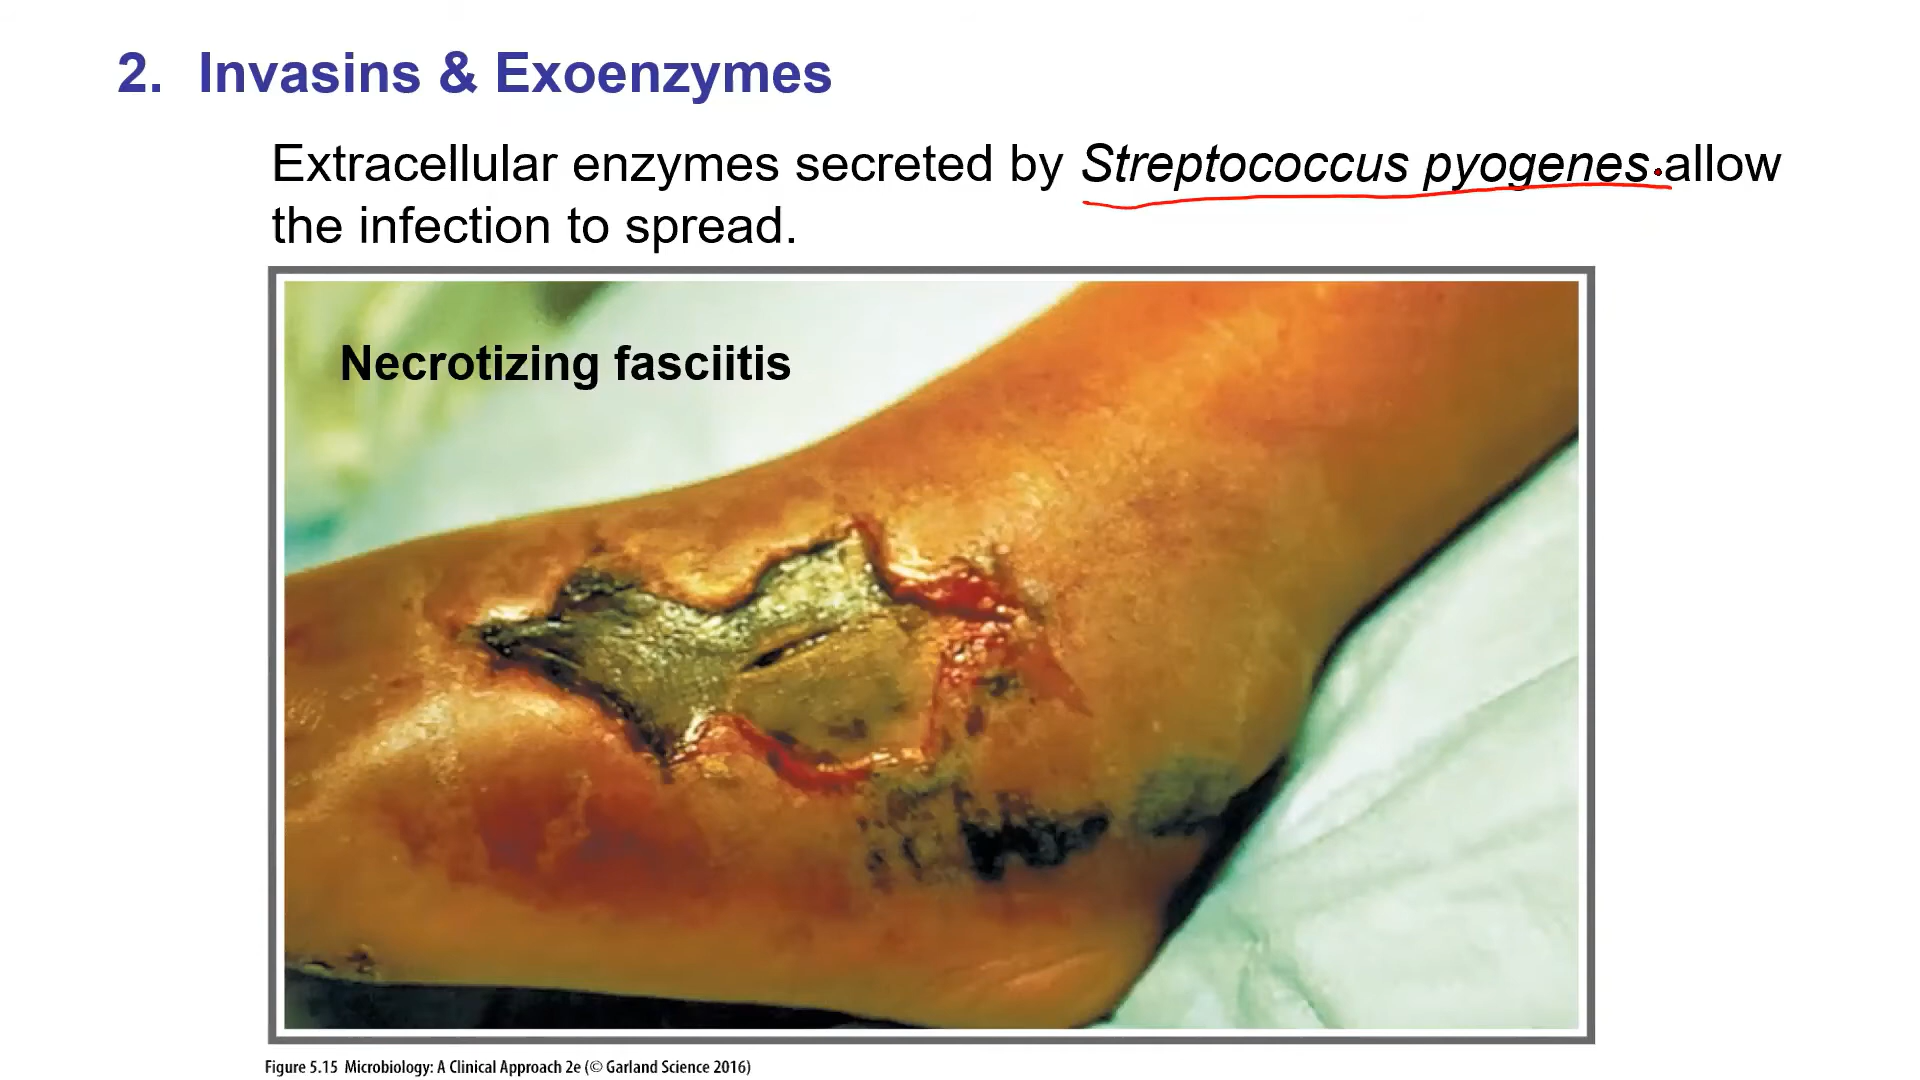 2. Invasins & Exoenzymes
Extracellular enzymes secreted by Streptococcus pyogenes allow
the infection to spread.
Necrotizing fasciitis
Figure 5.15 Microbiology: A Clinical Approach 2e (© Garland Science 2016)